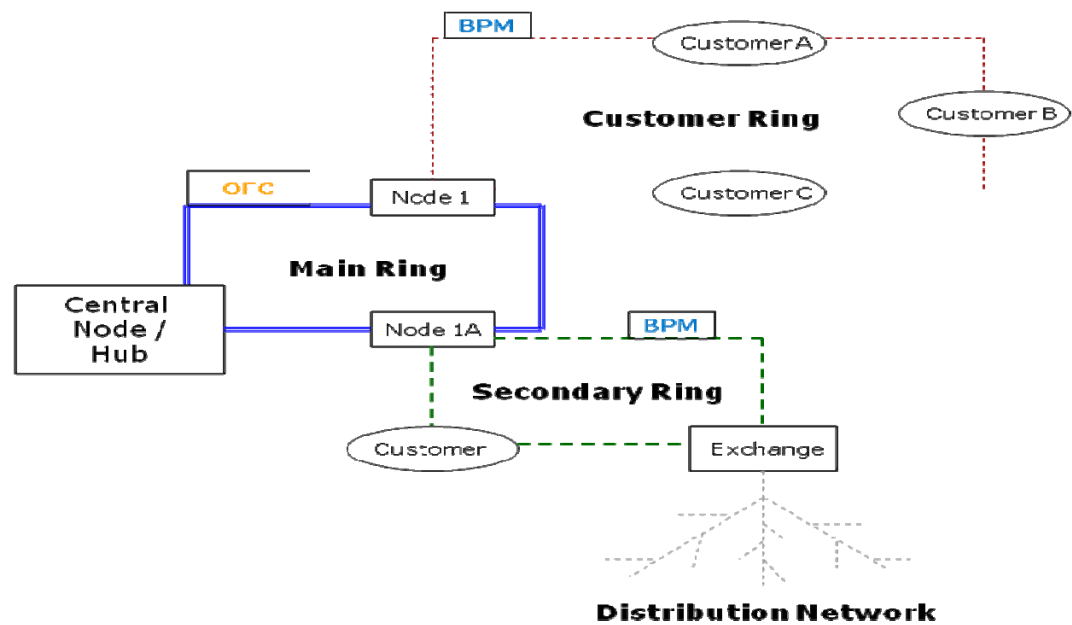 BPM
Customer A
Customer B
Customer Ring
ОГС
Node 1
Customer C
Main Ring
Central
Node /
Hub
Node 1A
BPM
Secondary Ring
Customer
Exchange
Distribution Network